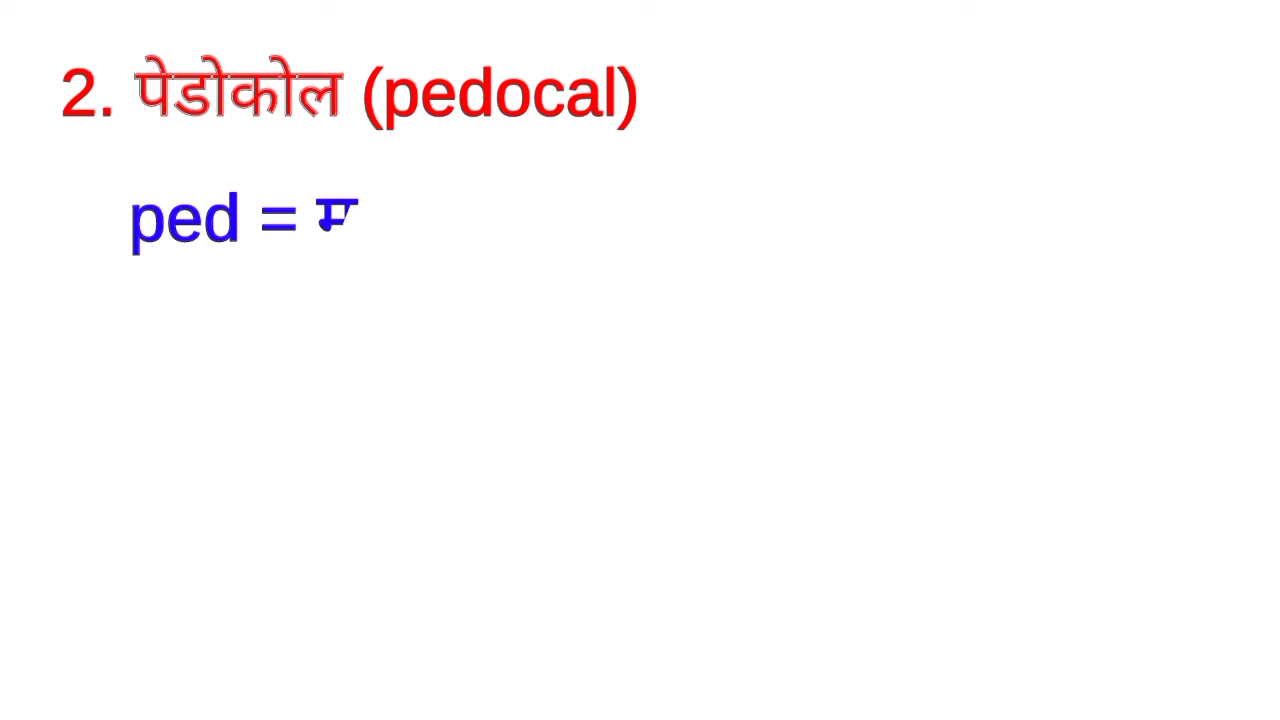 2. पेडोकोल (pedocal)
ped =